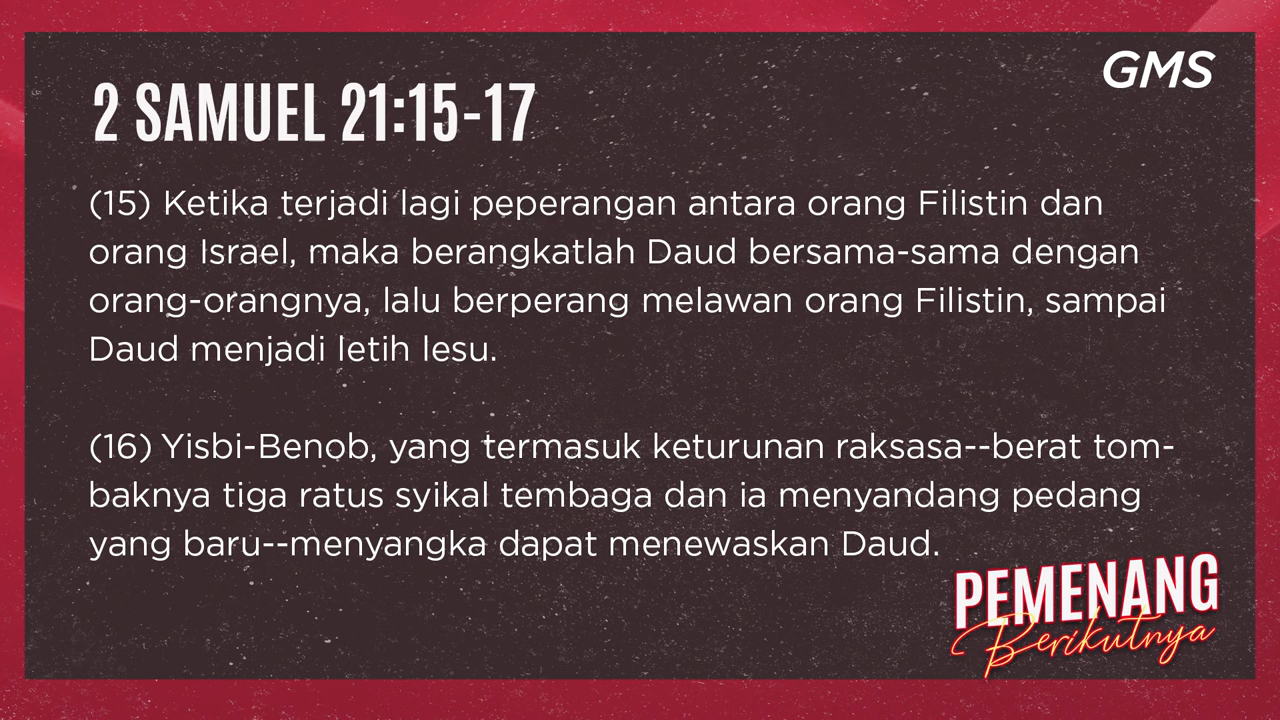 GMS
2 SAMUEL 21:15-17
(15) Ketika terjadi lagi peperangan antara orang Filistin dan
orang Israel, maka berangkatlah Daud bersama-sama dengan
orang-orangnya, lalu berperang melawan orang Filistin, sampai
Daud menjadi letih lesu.
(16) Yisbi-Benob, yang termasuk keturunan raksasa--berat tom-
baknya tiga ratus syikal tembaga dan ia menyandang pedang
yang baru--menyangka dapat menewaskan Daud.
PEMENANG
Berikutnya